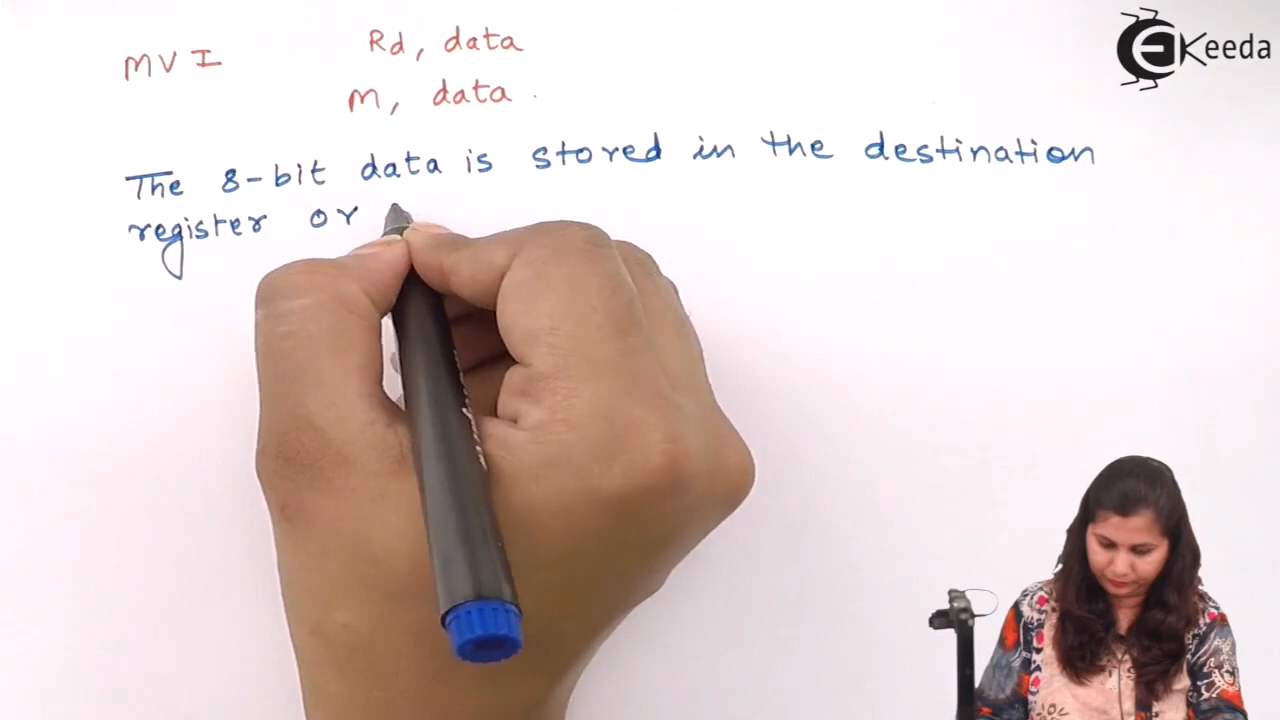 MVI Rd, data
M, data .
The 8-bit data is stored in the destination
register or
EKeeda